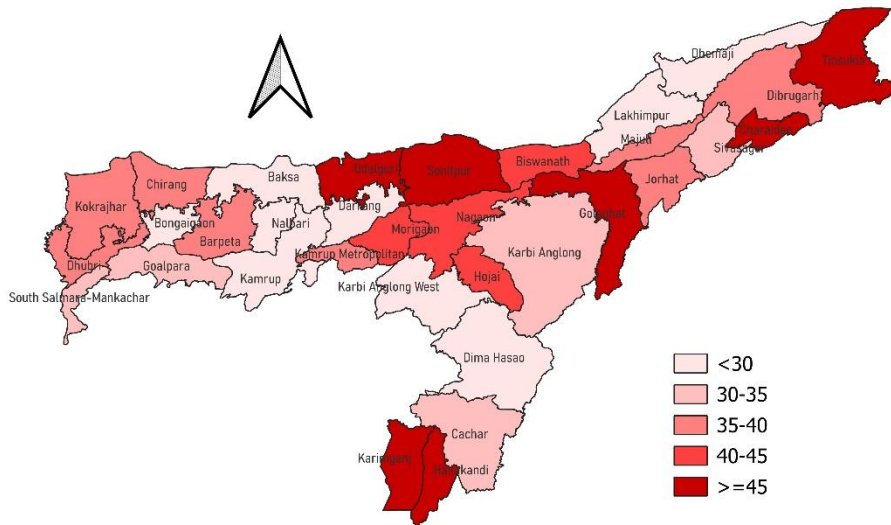 Dhemaji
Tinsukia
Dibrugarh
Lakhimpur
Majuli
Charaideo
Sivasagar
Biswanath
Sonitpur
Udalguri
Baksa
Chirang
Jorhat
Kokrajhar
Darrang
Golaghat
Nagaon
Bongaigaon
Nalbari
Morigaon
Barpeta
Karbi Anglong
Kamrup Metropolitan
Dhubri
Goalpara
Hojai
Kamrup
Karbi Anglong West
South Salmara-Mankachar
Dima Hasao
<30
30-35
35-40
Cachar
40-45
Karimganj
Hailakandi
>=45